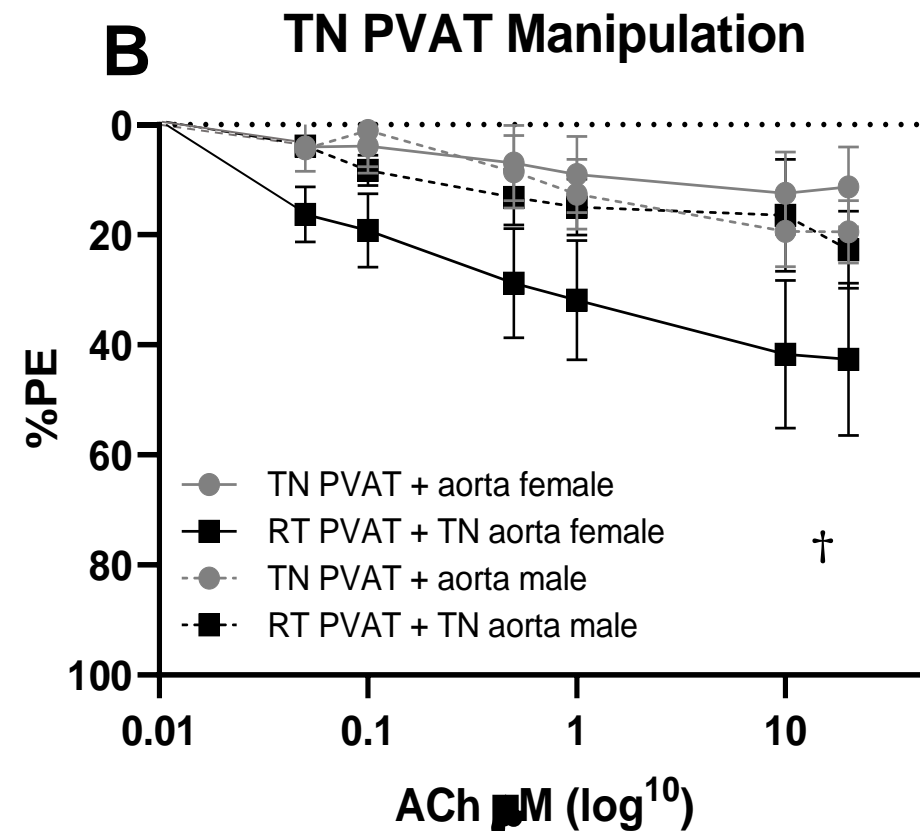 B
TN PVAT Manipulation
0
20
40
60
80
100
%PE
TN PVAT + aorta female
RT PVAT + TN aorta female
TN PVAT + aorta male
RT PVAT + TN aorta male
†
0.01
0.1
1
10
ACh μM (log¹⁰)